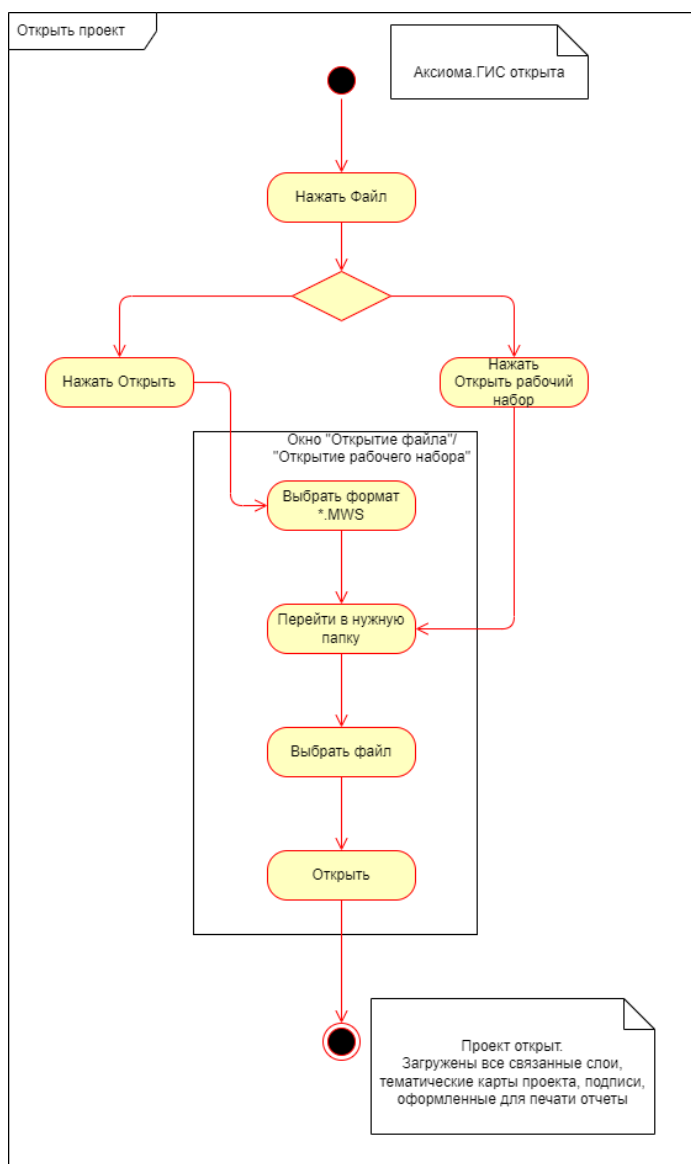 Открыть проект
Аксиома.ГИС открыта
Нажать Файл
Нажать Открыть
Нажать
Открыть рабочий
набор
Окно "Открытие файла"/
"Открытие рабочего набора"
Выбрать формат
*.MWS
Перейти в нужную
папку
Выбрать файл
Открыть
Проект открыт.
Загружены все связанные слои,
тематические карты проекта, подписи,
оформленные для печати отчеты